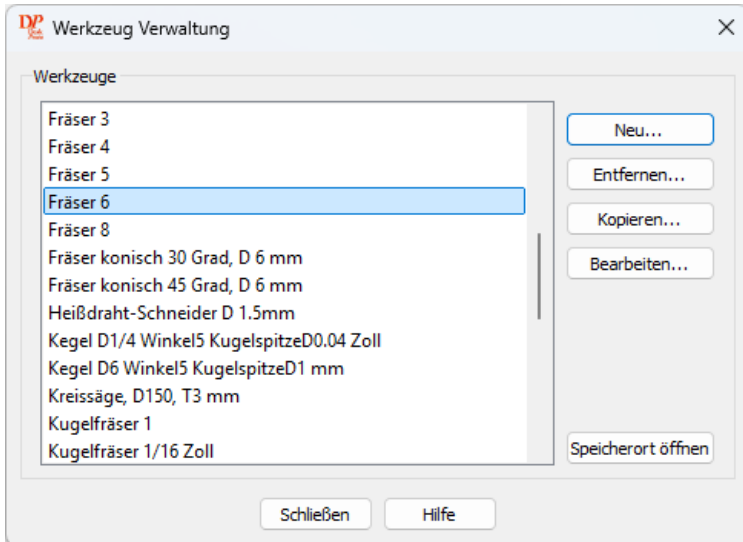 DP
Werkzeug Verwaltung
Werkzeuge
Fräser 3
Fräser 4
Fräser 5
Fräser 6
Fräser 8
Fräser konisch 30 Grad, D 6 mm
Fräser konisch 45 Grad, D 6 mm
Heißdraht-Schneider D 1.5mm
Kegel D1/4 Winkel5 KugelspitzeD0.04 Zoll
Kegel D6 Winkel5 KugelspitzeD1 mm
Kreissäge, D150, T3 mm
Kugelfräser 1
Kugelfräser 1/16 Zoll
Neu...
Entfernen...
Kopieren...
Bearbeiten...
Speicherort öffnen
Schließen
Hilfe